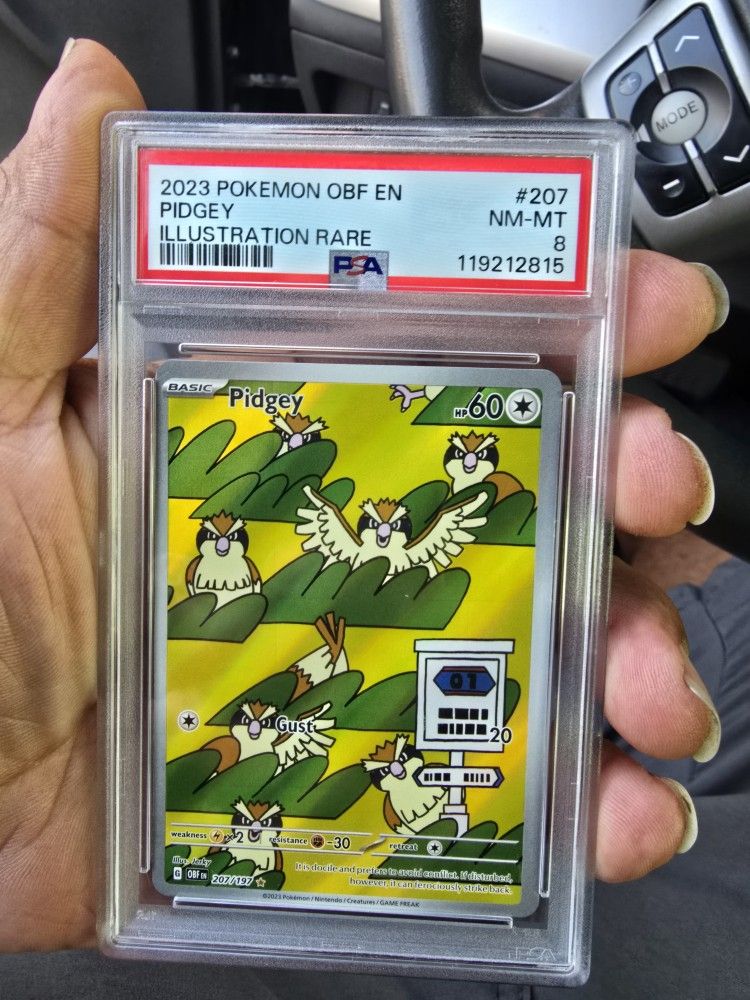 MODE
2023 POKEMON OBF EN #207
PIDGEY NM-MT
ILLUSTRATION RARE 8
PSA 119212815
BASIC Pidgey HP60
01
Gust 20
weakness ×2 resistance -30 retreat
Illus. Jerky
It is docile and prefers to avoid conflict. If disturbed,
however, it can ferociously strike back.
G OBF EN 207/197
©2023 Pokémon / Nintendo / Creatures / GAME FREAK
PSA